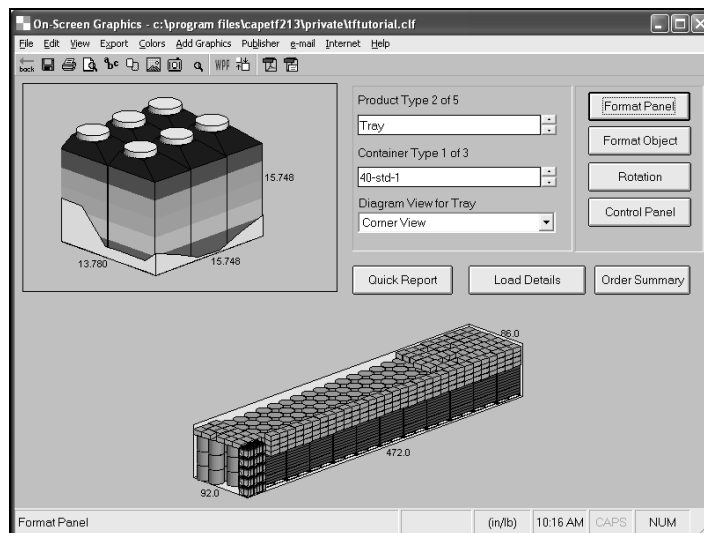 On-Screen Graphics - c:\program files\capetf213\private\tftutorial.clf
File Edit View Export Colors Add Graphics Publisher e-mail Internet Help
back abc WPF
Product Type 2 of 5
Tray
Container Type 1 of 3
40-std-1
Diagram View for Tray
Corner View
Format Panel
Format Object
Rotation
Control Panel
15.748
13.780
15.748
Quick Report
Load Details
Order Summary
86.0
472.0
92.0
Format Panel
(in/lb)
10:16 AM
CAPS
NUM